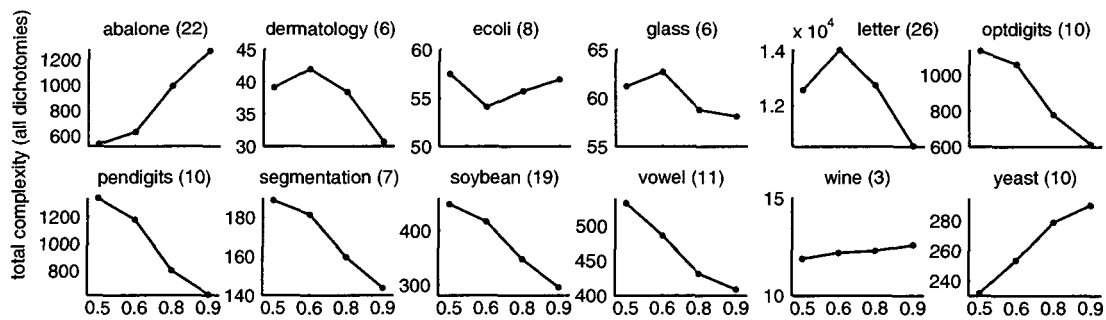 total complexity (all dichotomies)
abalone (22)
1200
1000
800
600
dermatology (6)
45
40
35
30
ecoli (8)
60
55
50
glass (6)
65
60
55
x 10^4 letter (26)
1.4
1.2
optdigits (10)
1000
800
600
pendigits (10)
1200
1000
800
0.5 0.6 0.8 0.9
segmentation (7)
180
160
140
0.5 0.6 0.8 0.9
soybean (19)
400
300
0.5 0.6 0.8 0.9
vowel (11)
500
450
400
0.5 0.6 0.8 0.9
wine (3)
15
10
0.5 0.6 0.8 0.9
yeast (10)
280
260
240
0.5 0.6 0.8 0.9